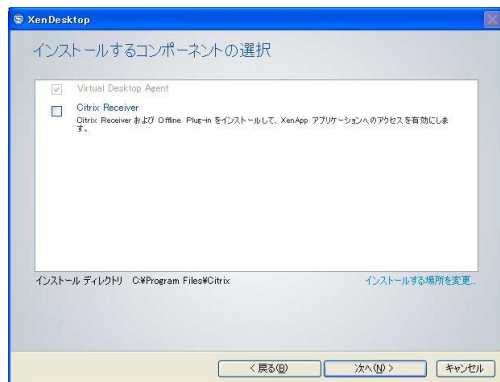 XenDesktop
インストールするコンポーネントの選択
Virtual Desktop Agent
Citrix Receiver
Citrix Receiver および Offline Plug-in をインストールして、XenApp アプリケーションへのアクセスを有効にしま
す。
インストール ディレクトリ C:¥Program Files¥Citrix
インストールする場所を変更...
< 戻る(B)
次へ(N) >
キャンセル